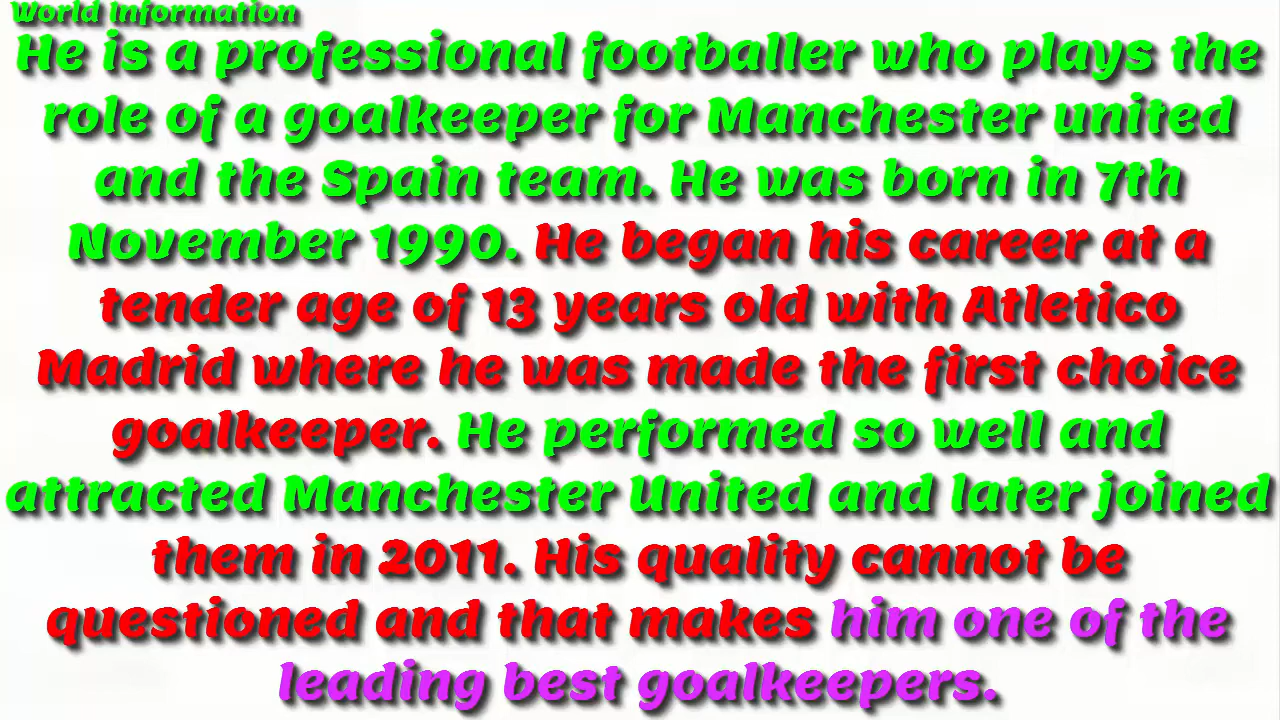 World Information
He is a professional footballer who plays the
role of a goalkeeper for Manchester united
and the Spain team. He was born in 7th
November 1990. He began his career at a
tender age of 13 years old with Atletico
Madrid where he was made the first choice
goalkeeper. He performed so well and
attracted Manchester United and later joined
them in 2011. His quality cannot be
questioned and that makes him one of the
leading best goalkeepers.